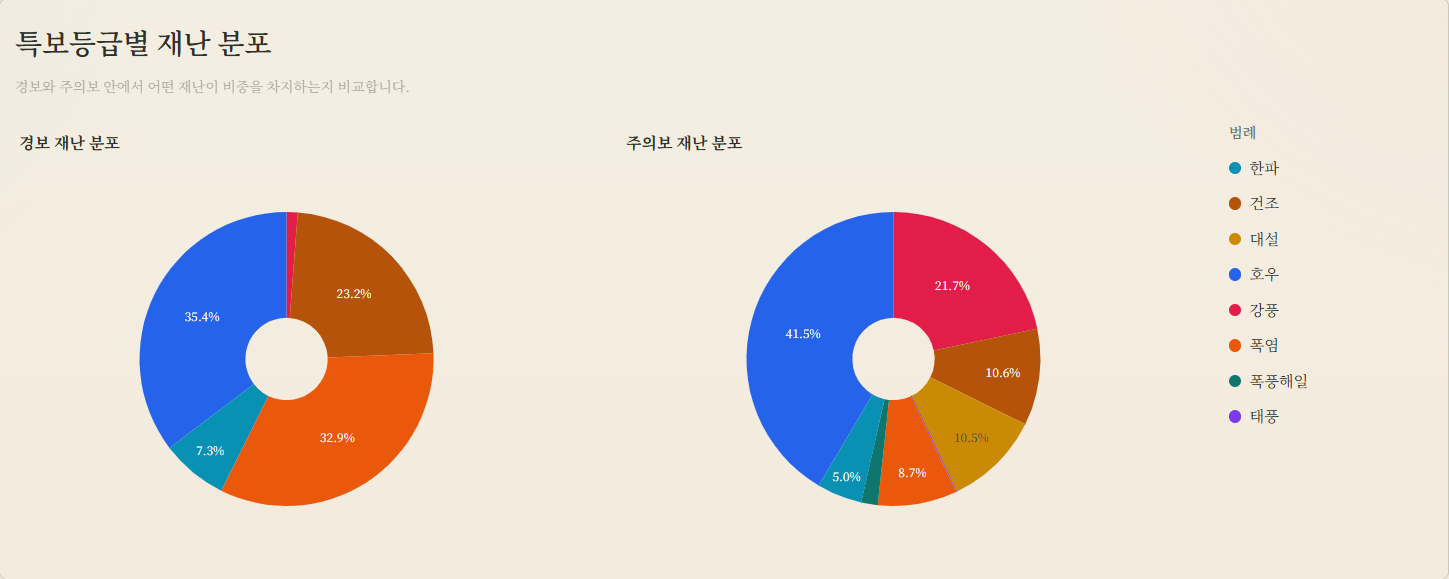 특보등급별 재난 분포
경보와 주의보 안에서 어떤 재난이 비중을 차지하는지 비교합니다.
경보 재난 분포
23.2%
32.9%
7.3%
35.4%
주의보 재난 분포
21.7%
10.6%
10.5%
8.7%
5.0%
41.5%
범례
한파
건조
대설
호우
강풍
폭염
폭풍해일
태풍